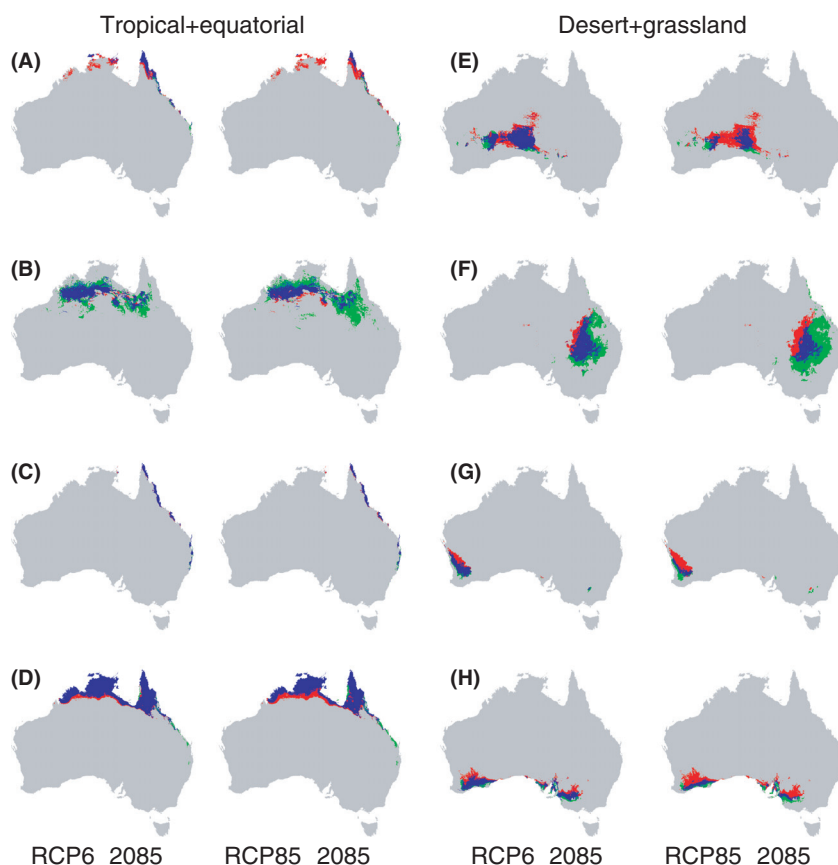 Tropical+equatorial Desert+grassland
(A) (E)
(B) (F)
(C) (G)
(D) (H)
RCP6 2085 RCP85 2085 RCP6 2085 RCP85 2085